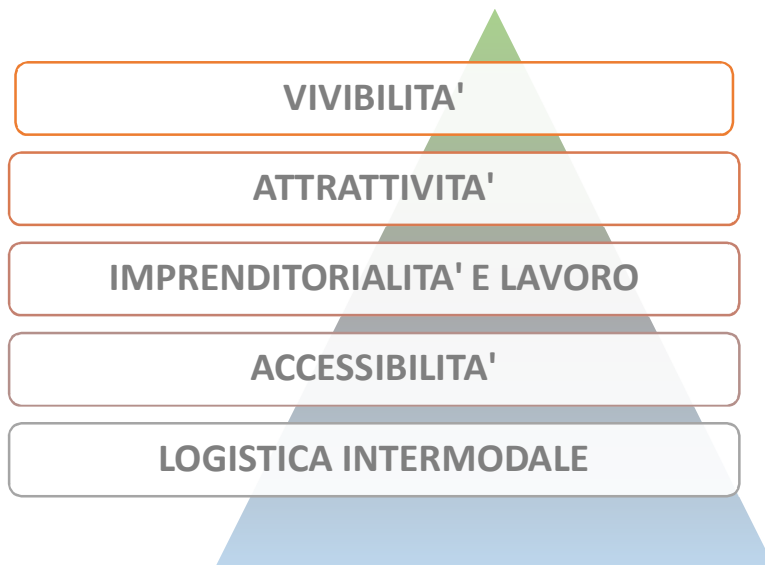 VIVIBILITA'
ATTRATTIVITA'
IMPRENDITORIALITA' E LAVORO
ACCESSIBILITA'
LOGISTICA INTERMODALE